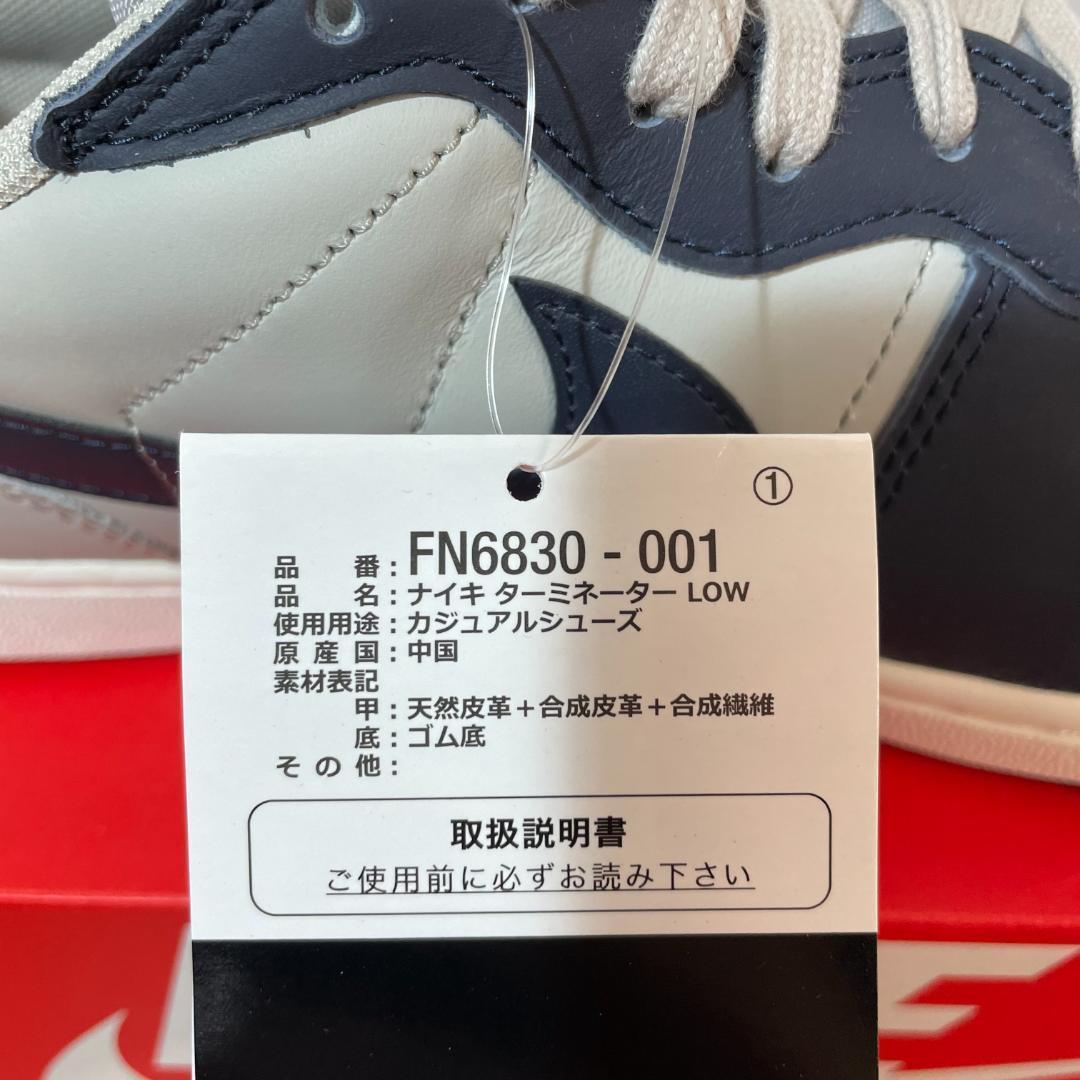 ①
品 番 : FN6830 - 001
品 名 : ナイキ ターミネーター LOW
使用用途 : カジュアルシューズ
原 産 国 : 中国
素材表記
甲 : 天然皮革＋合成皮革＋合成繊維
底 : ゴム底
そ の 他 :
取扱説明書
ご使用前に必ずお読み下さい